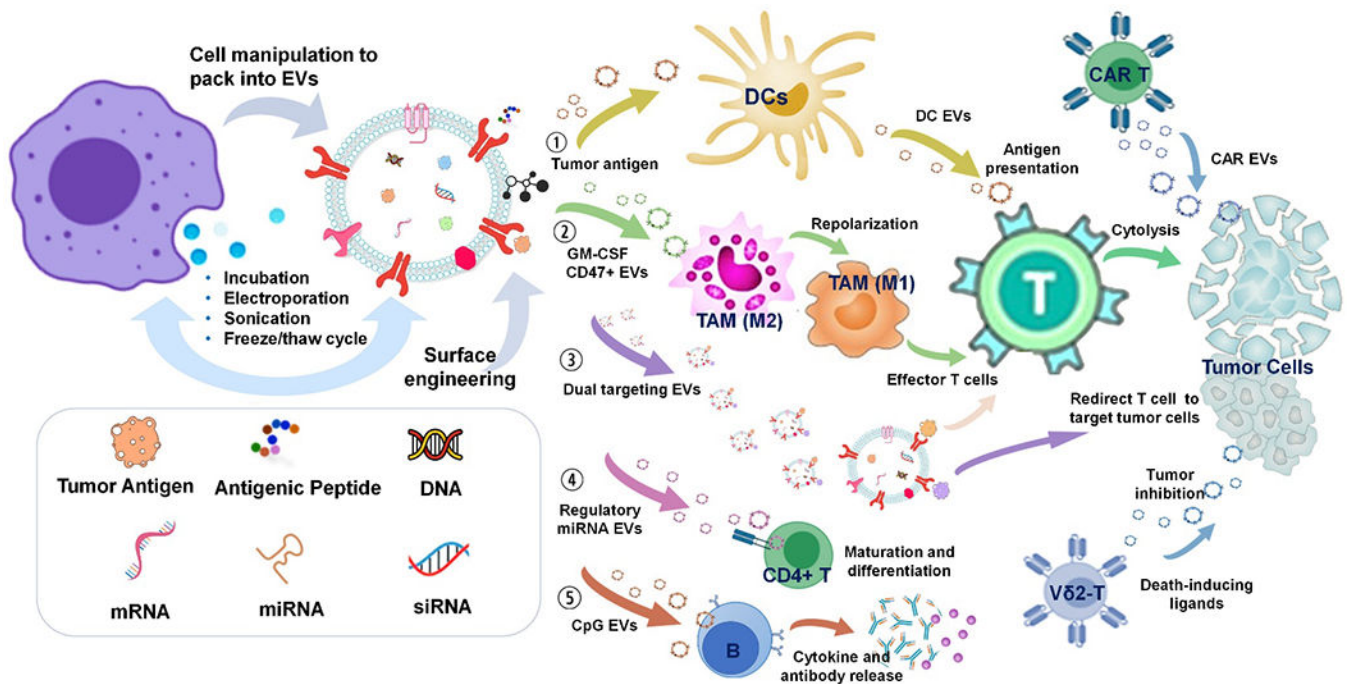 Cell manipulation to
pack into EVs
• Incubation
• Electroporation
• Sonication
• Freeze/thaw cycle
Surface
engineering
Tumor Antigen
Antigenic Peptide
DNA
mRNA
miRNA
siRNA
①
Tumor antigen
DCs
DC EVs
Antigen
presentation
CAR T
CAR EVs
②
GM-CSF
CD47+ EVs
TAM (M2)
Repolarization
TAM (M1)
T
Cytolysis
Effector T cells
Tumor Cells
③
Dual targeting EVs
Redirect T cell to
target tumor cells
④
Regulatory
miRNA EVs
CD4+ T
Maturation and
differentiation
Tumor
inhibition
Vδ2-T
Death-inducing
ligands
⑤
CpG EVs
B
Cytokine and
antibody release